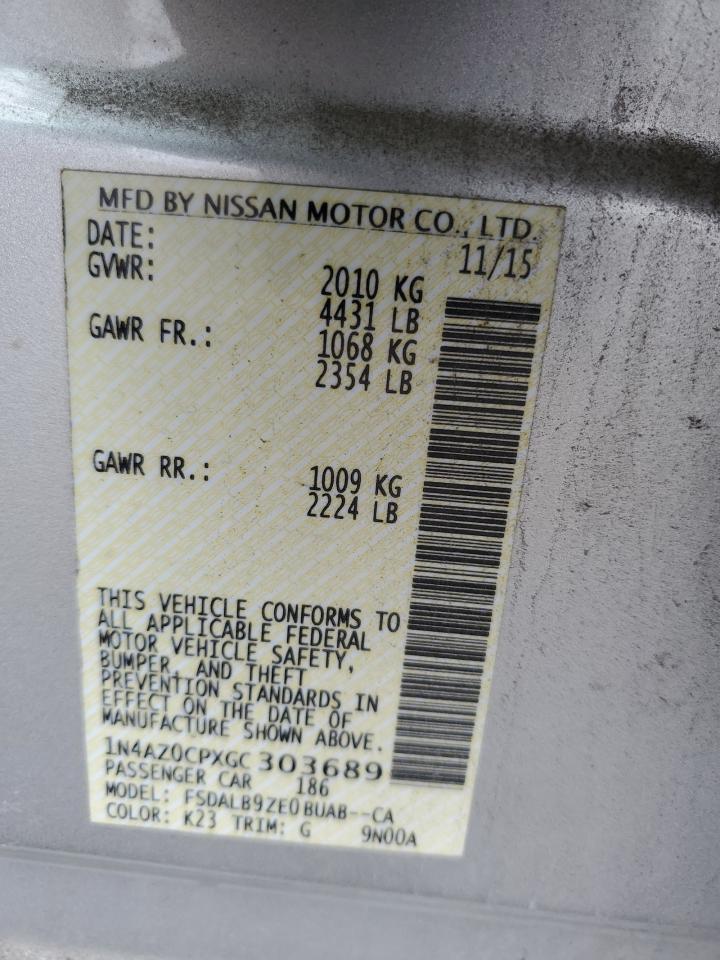 MFD BY NISSAN MOTOR CO., LTD.
DATE: 11/15
GVWR: 2010 KG
4431 LB
GAWR FR.: 1068 KG
2354 LB
GAWR RR.: 1009 KG
2224 LB
THIS VEHICLE CONFORMS TO
ALL APPLICABLE FEDERAL
MOTOR VEHICLE SAFETY,
BUMPER, AND THEFT
PREVENTION STANDARDS IN
EFFECT ON THE DATE OF
MANUFACTURE SHOWN ABOVE.
1N4AZ0CPXGC303689
PASSENGER CAR 186
MODEL: FSDALB9ZE0BUAB--CA
COLOR: K23 TRIM: G 9N00A